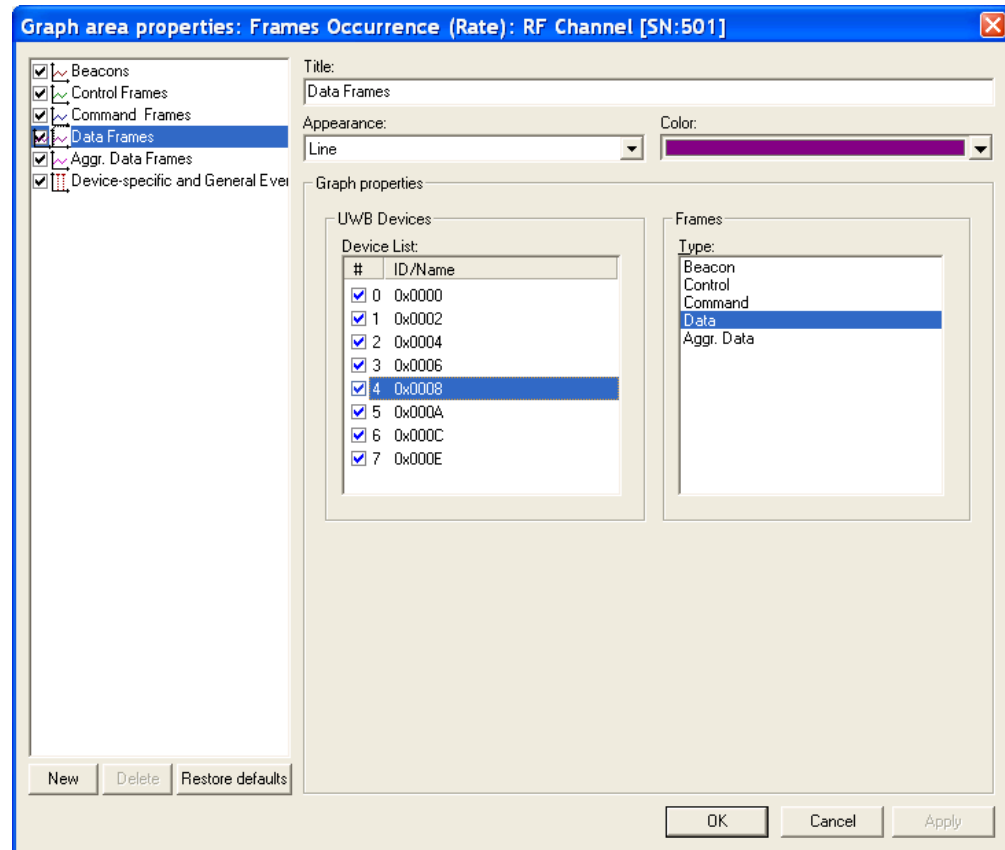 Graph area properties: Frames Occurrence (Rate): RF Channel [SN:501]
Beacons
Control Frames
Command Frames
Data Frames
Aggr. Data Frames
Device-specific and General Ever
New
Delete
Restore defaults
Title:
Data Frames
Appearance:
Line
Color:
Graph properties
UWB Devices
Device List:
# ID/Name
0 0x0000
1 0x0002
2 0x0004
3 0x0006
4 0x0008
5 0x000A
6 0x000C
7 0x000E
Frames
Type:
Beacon
Control
Command
Data
Aggr. Data
OK
Cancel
Apply